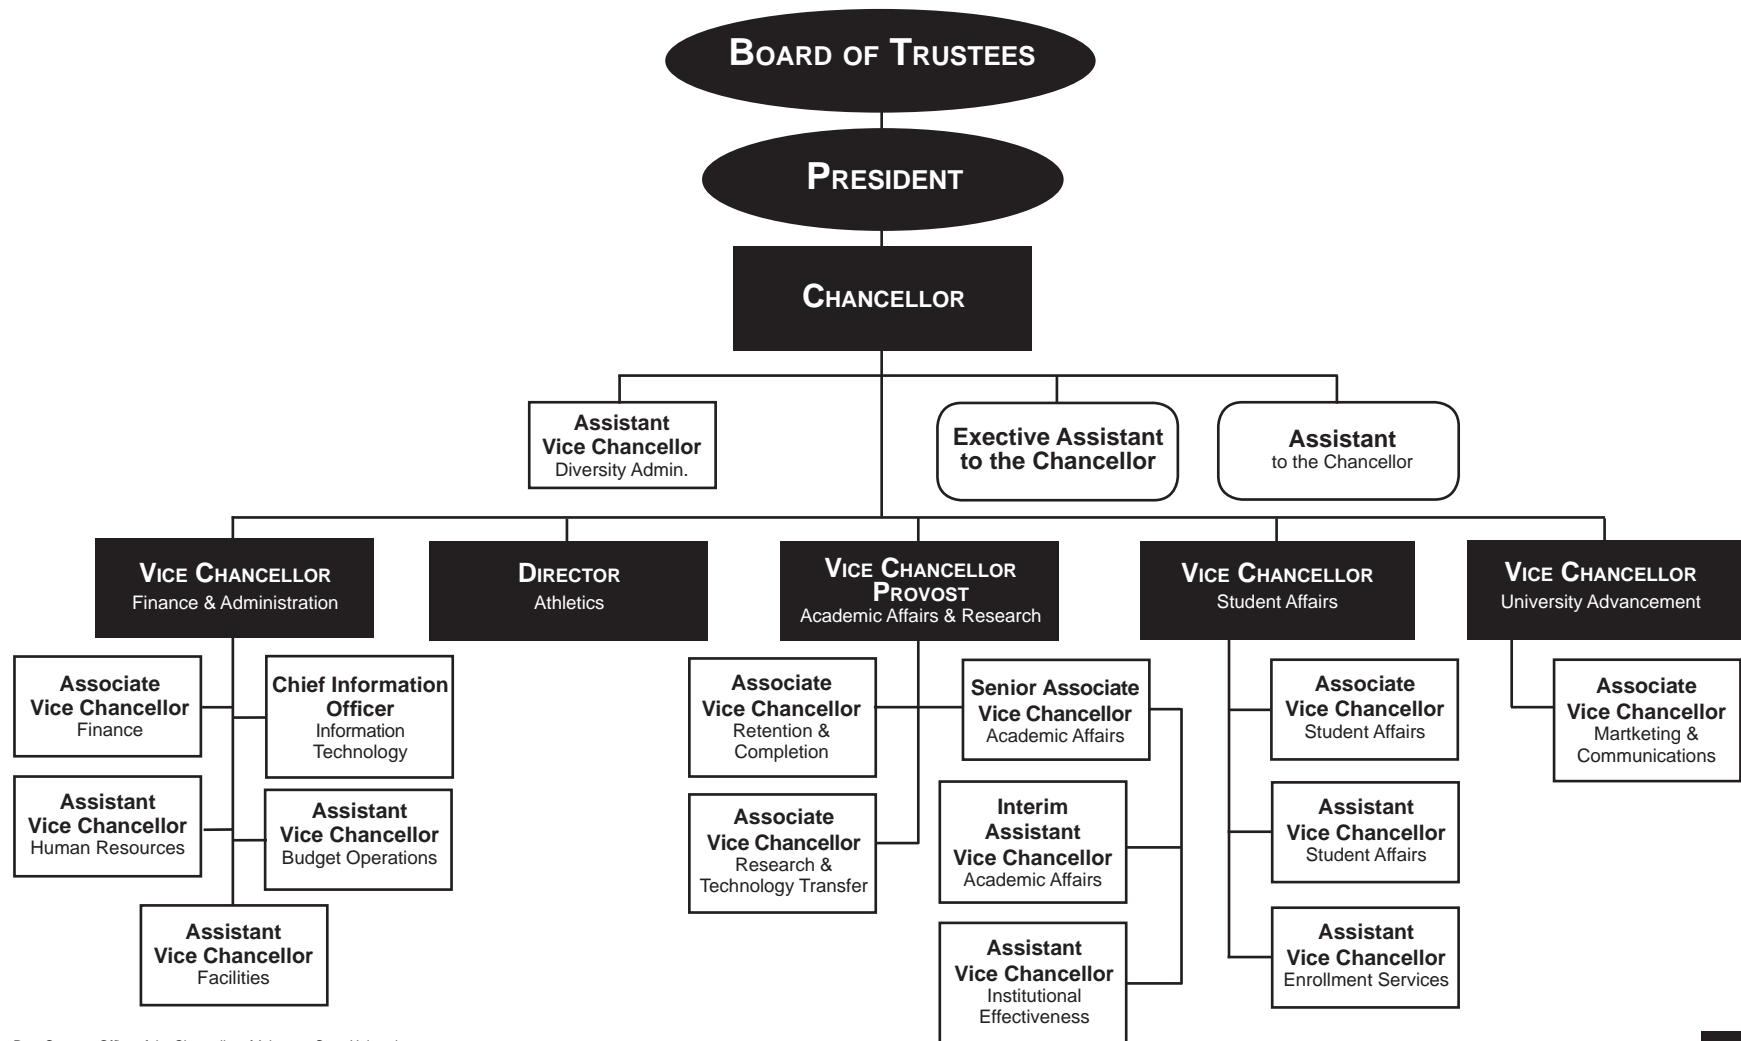 BOARD OF TRUSTEES
PRESIDENT
CHANCELLOR
Assistant
Vice Chancellor
Diversity Admin.
Exective Assistant
to the Chancellor
Assistant
to the Chancellor
VICE CHANCELLOR
Finance & Administration
DIRECTOR
Athletics
VICE CHANCELLOR
PROVOST
Academic Affairs & Research
VICE CHANCELLOR
Student Affairs
VICE CHANCELLOR
University Advancement
Associate
Vice Chancellor
Finance
Chief Information
Officer
Information
Technology
Assistant
Vice Chancellor
Human Resources
Assistant
Vice Chancellor
Budget Operations
Assistant
Vice Chancellor
Facilities
Associate
Vice Chancellor
Retention &
Completion
Senior Associate
Vice Chancellor
Academic Affairs
Associate
Vice Chancellor
Research &
Technology Transfer
Interim
Assistant
Vice Chancellor
Academic Affairs
Assistant
Vice Chancellor
Institutional
Effectiveness
Associate
Vice Chancellor
Student Affairs
Assistant
Vice Chancellor
Student Affairs
Assistant
Vice Chancellor
Enrollment Services
Associate
Vice Chancellor
Martketing &
Communications